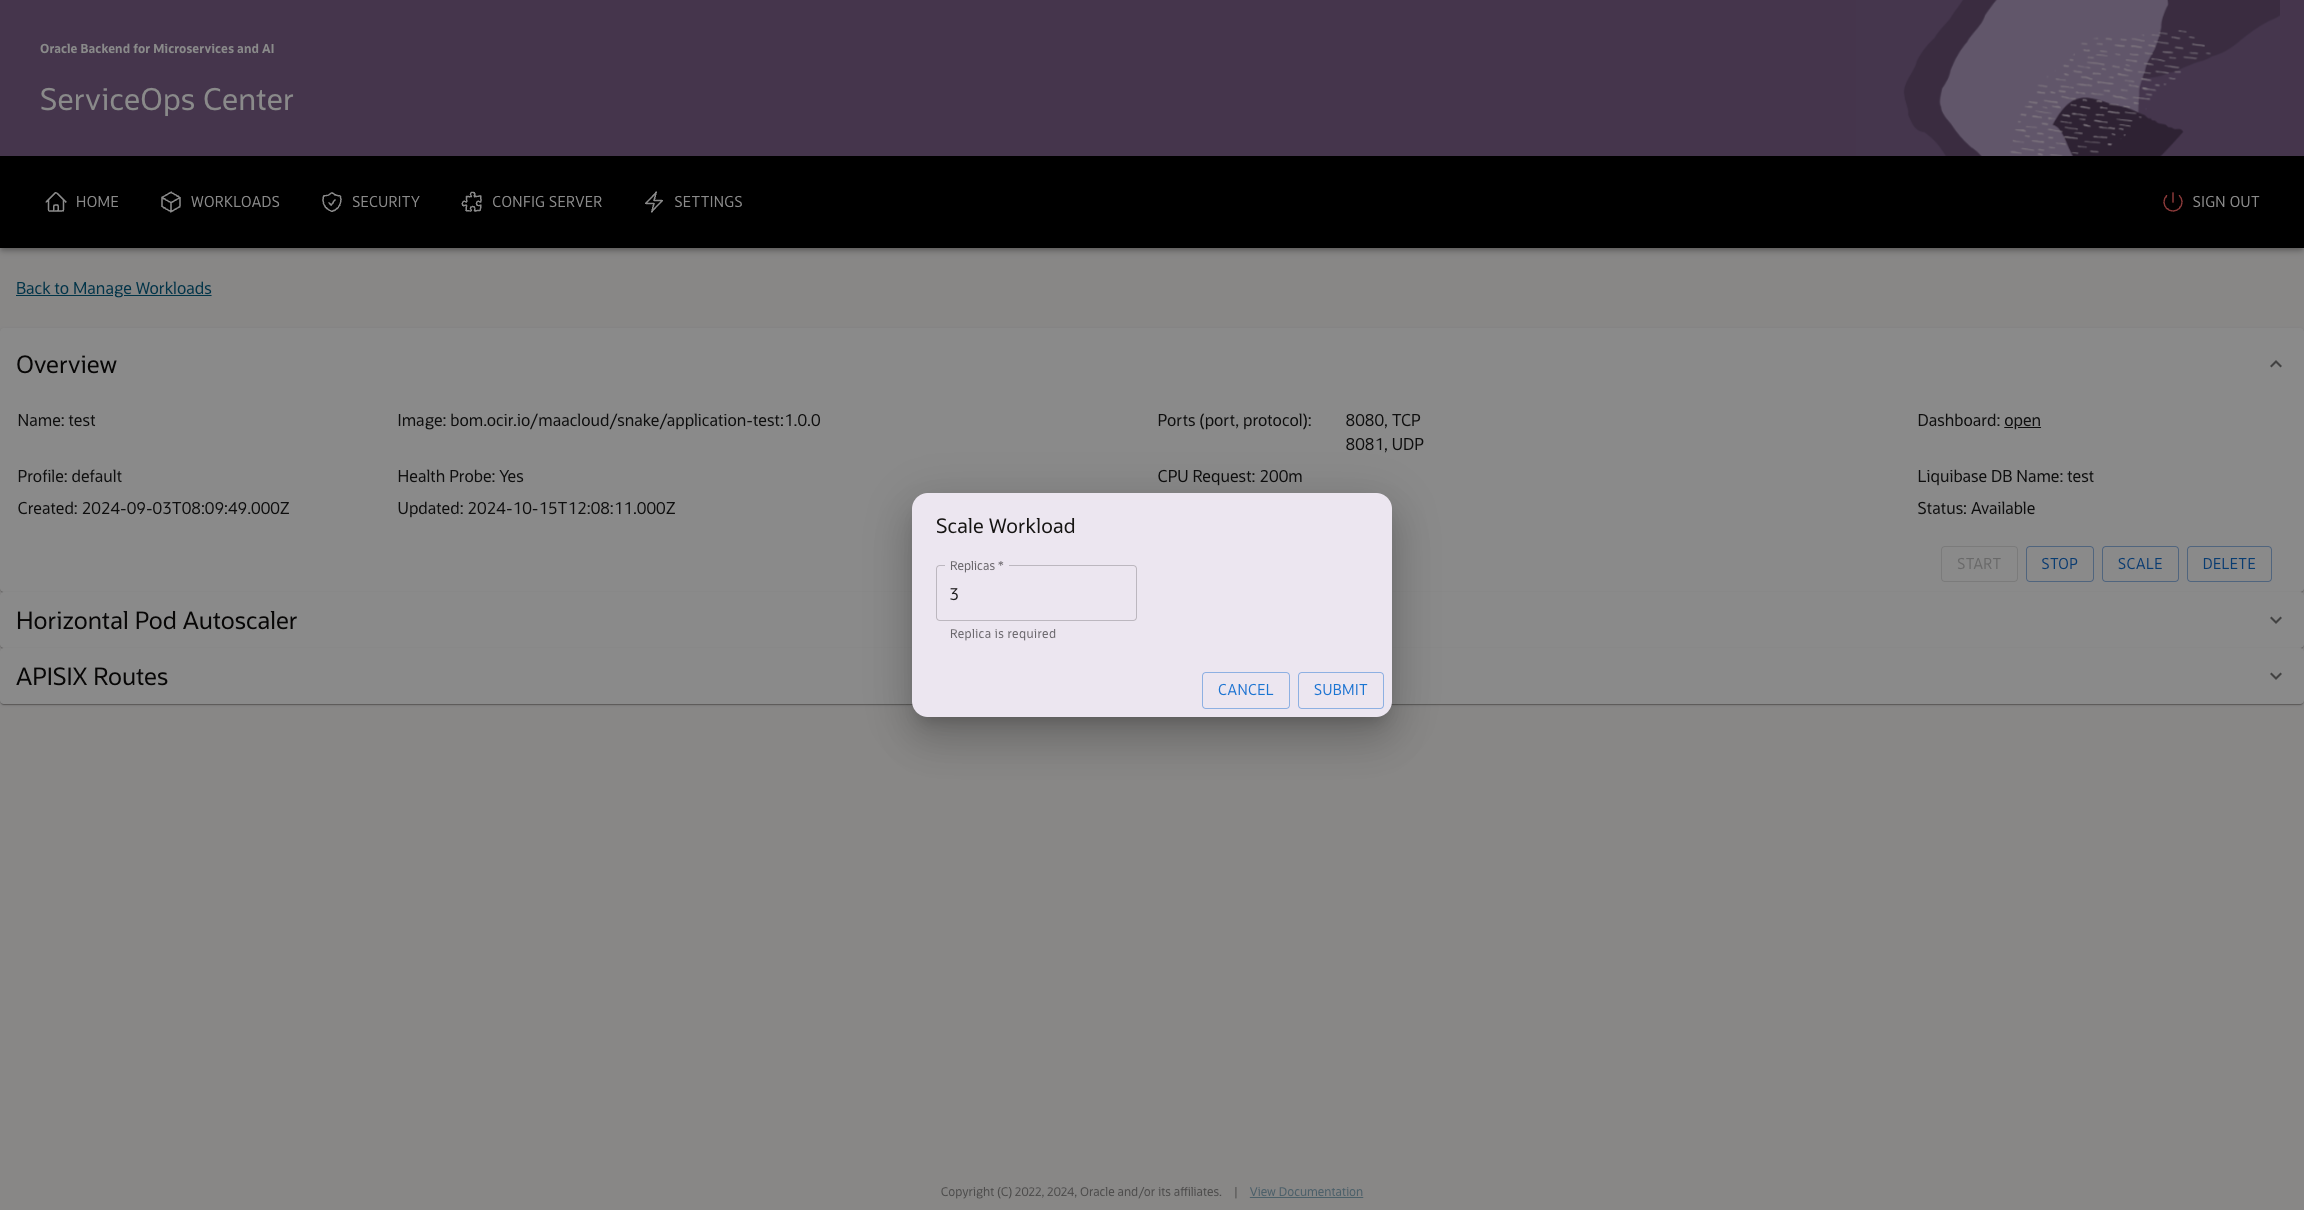 Oracle Backend for Microservices and AI
ServiceOps Center
HOME WORKLOADS SECURITY CONFIG SERVER SETTINGS SIGN OUT
Back to Manage Workloads
Overview
Name: test Image: bom.ocir.io/maacloud/snake/application-test:1.0.0 Ports (port, protocol): 8080, TCP Dashboard: open
8081, UDP
Profile: default Health Probe: Yes CPU Request: 200m Liquibase DB Name: test
Created: 2024-09-03T08:09:49.000Z Updated: 2024-10-15T12:08:11.000Z Status: Available
START STOP SCALE DELETE
Scale Workload
Replicas *
3
Replica is required
CANCEL SUBMIT
Horizontal Pod Autoscaler
APISIX Routes
Copyright (C) 2022, 2024, Oracle and/or its affiliates. | View Documentation